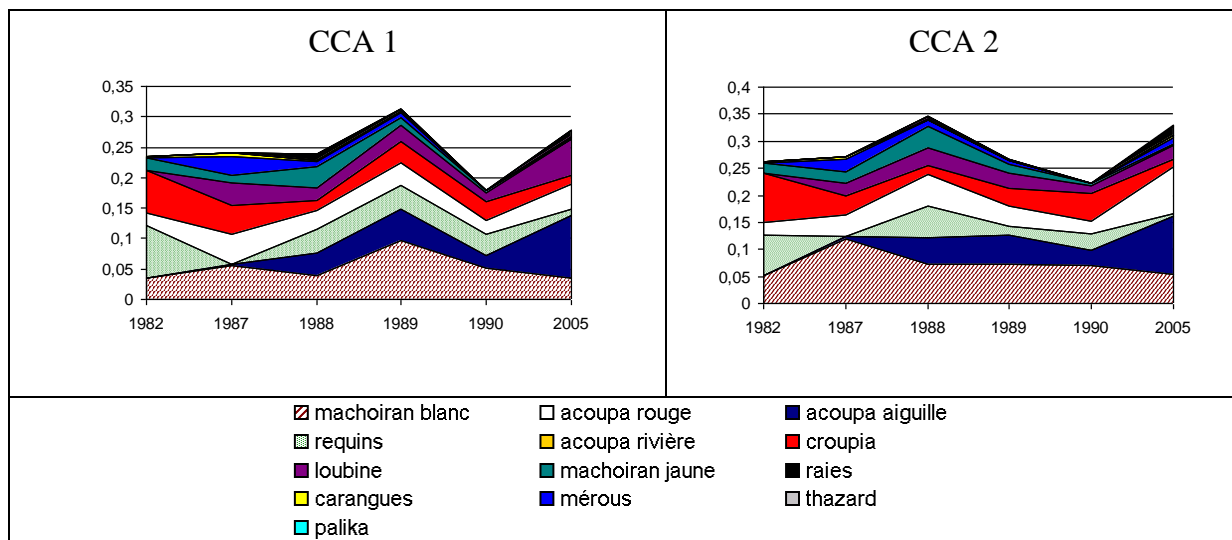 CCA 1
0,35
0,3
0,25
0,2
0,15
0,1
0,05
0
1982 1987 1988 1989 1990 2005
CCA 2
0,4
0,35
0,3
0,25
0,2
0,15
0,1
0,05
0
1982 1987 1988 1989 1990 2005
machoiran blanc acoupa rouge acoupa aiguille
requins acoupa rivière croupia
loubine machoiran jaune raies
carangues mérous thazard
palika